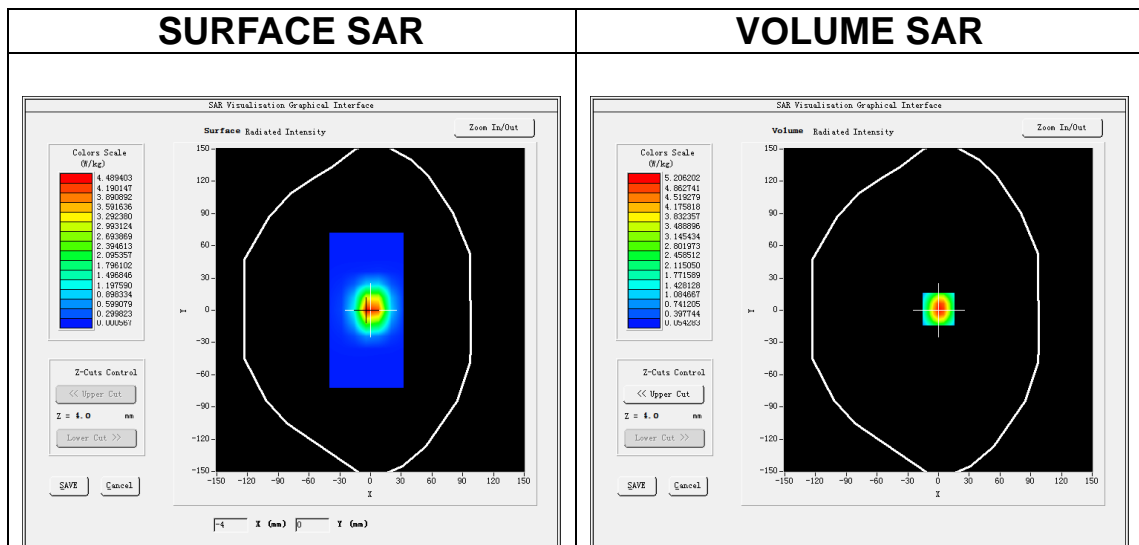 SURFACE SAR
VOLUME SAR
SAR Visualisation Graphical Interface
Surface Radiated Intensity
Zoom In/Out
Colors Scale
(W/kg)
4.489403
4.190147
3.890892
3.591636
3.292380
2.993124
2.693869
2.394613
2.095357
1.796102
1.496846
1.197590
0.898334
0.599079
0.299823
0.000567
150
120
90
60
30
0
-30
-60
-90
-120
-150
Y
-150 -120 -90 -60 -30 0 30 60 90 120 150
X
Z-Cuts Control
<< Upper Cut
Z = 4.0 mm
Lower Cut >>
SAVE Cancel
-4 X (mm) 0 Y (mm)
SAR Visualisation Graphical Interface
Volume Radiated Intensity
Zoom In/Out
Colors Scale
(W/kg)
5.206202
4.862741
4.519279
4.175818
3.832357
3.488896
3.145434
2.801973
2.458512
2.115050
1.771589
1.428128
1.084667
0.741205
0.397744
0.054283
150
120
90
60
30
0
-30
-60
-90
-120
-150
Y
-150 -120 -90 -60 -30 0 30 60 90 120 150
X
Z-Cuts Control
<< Upper Cut
Z = 4.0 mm
Lower Cut >>
SAVE Cancel